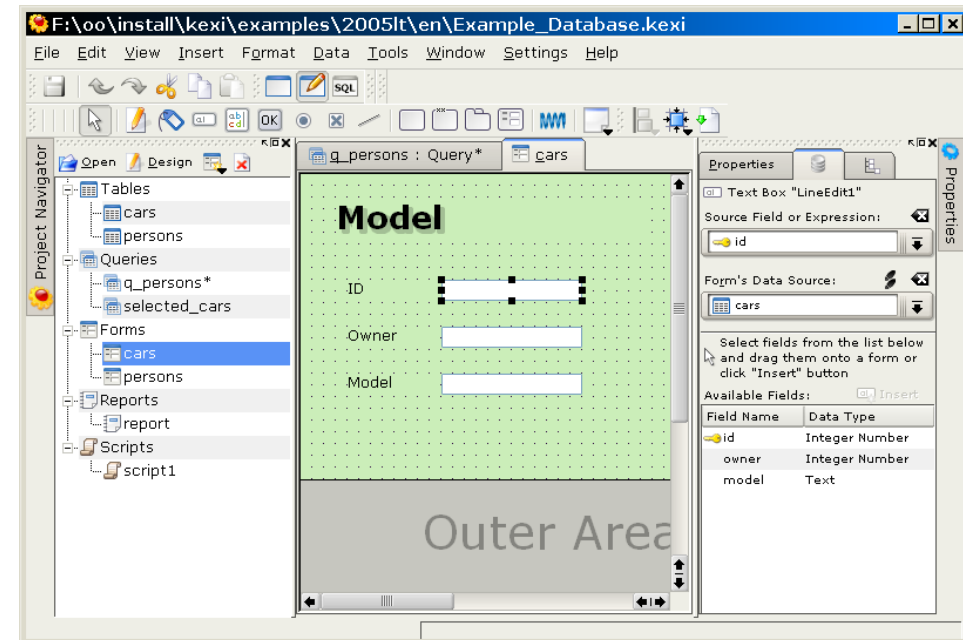 F:\oo\install\kexi\examples\2005lt\en\Example_Database.kexi
File Edit View Insert Format Data Tools Window Settings Help
SQL
OK
Project Navigator
Open Design
Tables
cars
persons
Queries
q_persons*
selected_cars
Forms
cars
persons
Reports
report
Scripts
script1
q_persons : Query*
cars
Model
ID
Owner
Model
Outer Area
Properties
Text Box "LineEdit1"
Source Field or Expression:
id
Form's Data Source:
cars
Select fields from the list below
and drag them onto a form or
click "Insert" button
Available Fields: Insert
Field Name Data Type
id Integer Number
owner Integer Number
model Text
Properties